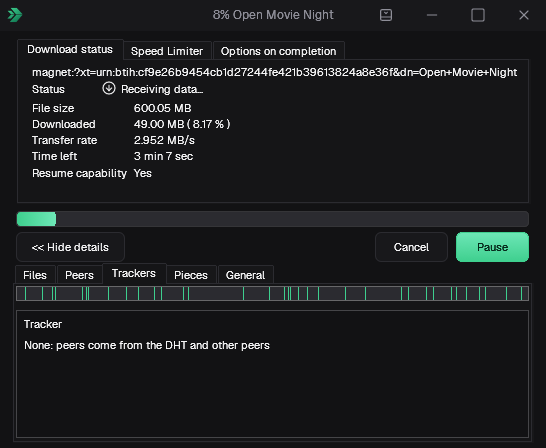 8% Open Movie Night
Download status
Speed Limiter
Options on completion
magnet:?xt=urn:btih:cf9e26b9454cb1d27244fe421b39613824a8e36f&dn=Open+Movie+Night
Status Receiving data...
File size 600.05 MB
Downloaded 49.00 MB ( 8.17 % )
Transfer rate 2.952 MB/s
Time left 3 min 7 sec
Resume capability Yes
<< Hide details
Cancel
Pause
Files
Peers
Trackers
Pieces
General
Tracker
None: peers come from the DHT and other peers